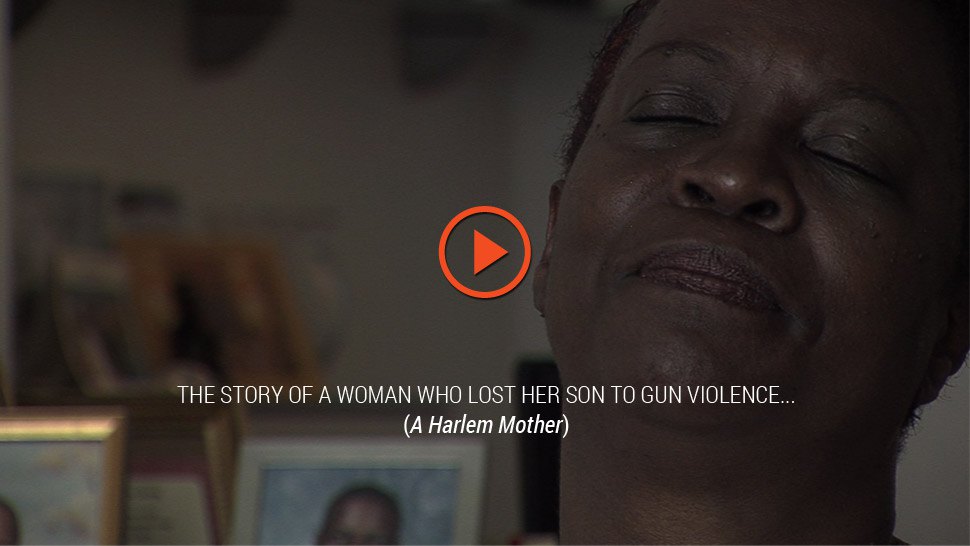 THE STORY OF A WOMAN WHO LOST HER SON TO GUN VIOLENCE...
(A Harlem Mother)